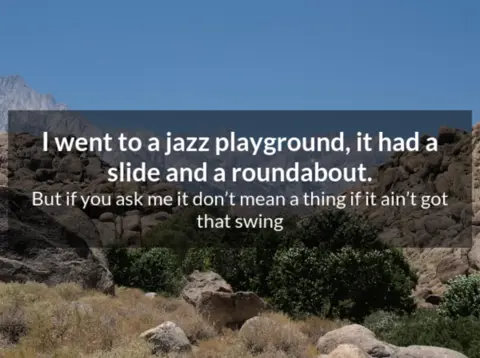 I went to a jazz playground, it had a
slide and a roundabout.
But if you ask me it don’t mean a thing if it ain’t got
that swing